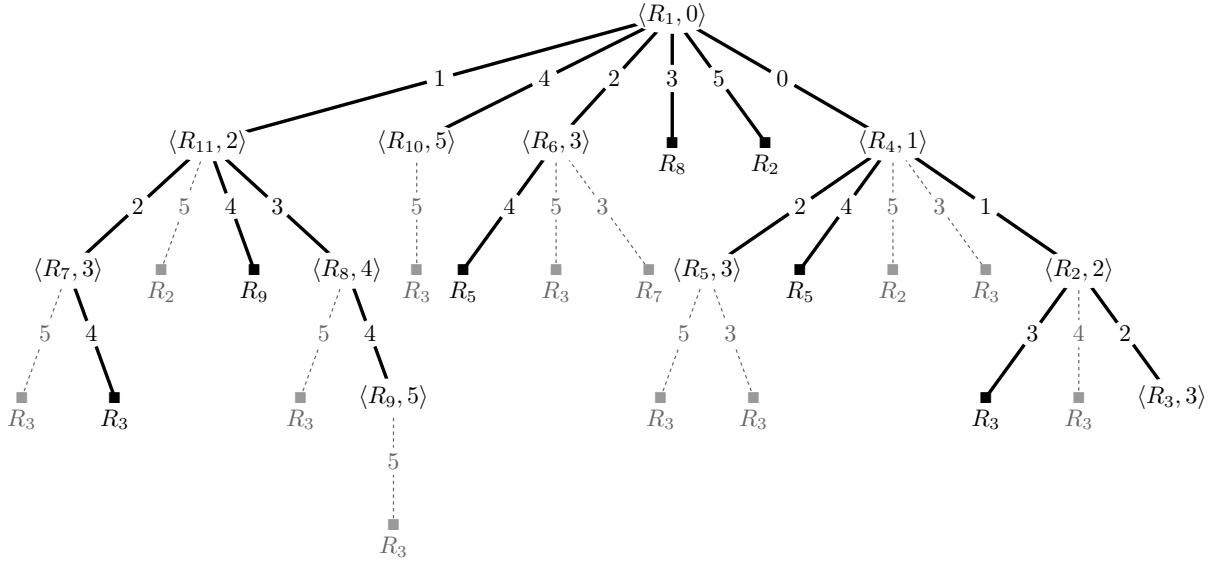 ⟨R₁, 0⟩
1 4 2 3 5 0
⟨R₁₁, 2⟩ ⟨R₁₀, 5⟩ ⟨R₆, 3⟩ R₈ R₂ ⟨R₄, 1⟩
2 5 4 3 5 4 5 3 2 4 5 3 1
⟨R₇, 3⟩ R₂ R₉ ⟨R₈, 4⟩ R₃ R₅ R₃ R₇ ⟨R₅, 3⟩ R₅ R₂ R₃ ⟨R₂, 2⟩
5 4 5 4 5 3 3 4 2
R₃ R₃ R₃ ⟨R₉, 5⟩ R₃ R₃ R₃ R₃ ⟨R₃, 3⟩
5
R₃